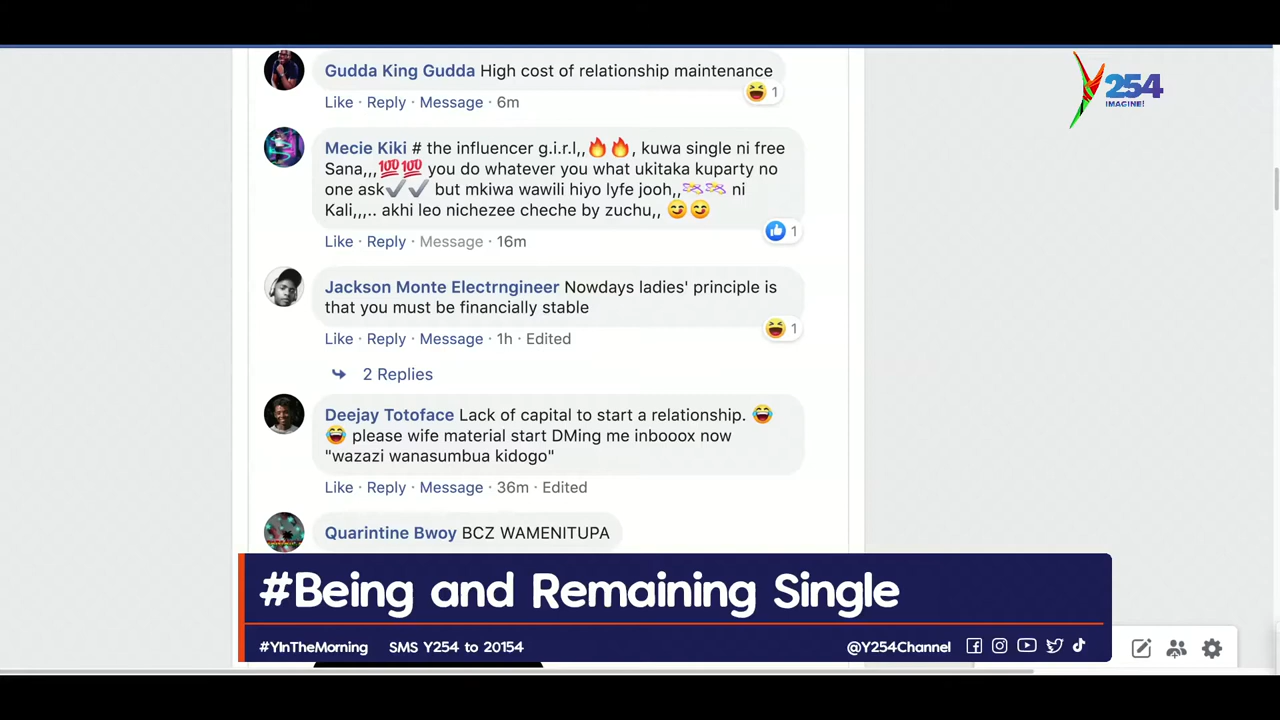 Gudda King Gudda High cost of relationship maintenance
1
Like · Reply · Message · 6m
Y254
IMAGINE!
Mecie Kiki # the influencer g.i.r.l,,🔥🔥, kuwa single ni free
Sana,,,💯💯 you do whatever you what ukitaka kuparty no
one ask✔✔ but mkiwa wawili hiyo lyfe jooh,, ni
Kali,,,.. akhi leo nichezee cheche by zuchu,, 😊😊
1
Like · Reply · Message · 16m
Jackson Monte Electrngineer Nowdays ladies' principle is
that you must be financially stable
1
Like · Reply · Message · 1h · Edited
2 Replies
Deejay Totoface Lack of capital to start a relationship. 😂
😂 please wife material start DMing me inbooox now
"wazazi wanasumbua kidogo"
Like · Reply · Message · 36m · Edited
Quarintine Bwoy BCZ WAMENITUPA
#Being and Remaining Single
#YInTheMorning SMS Y254 to 20154 @Y254Channel